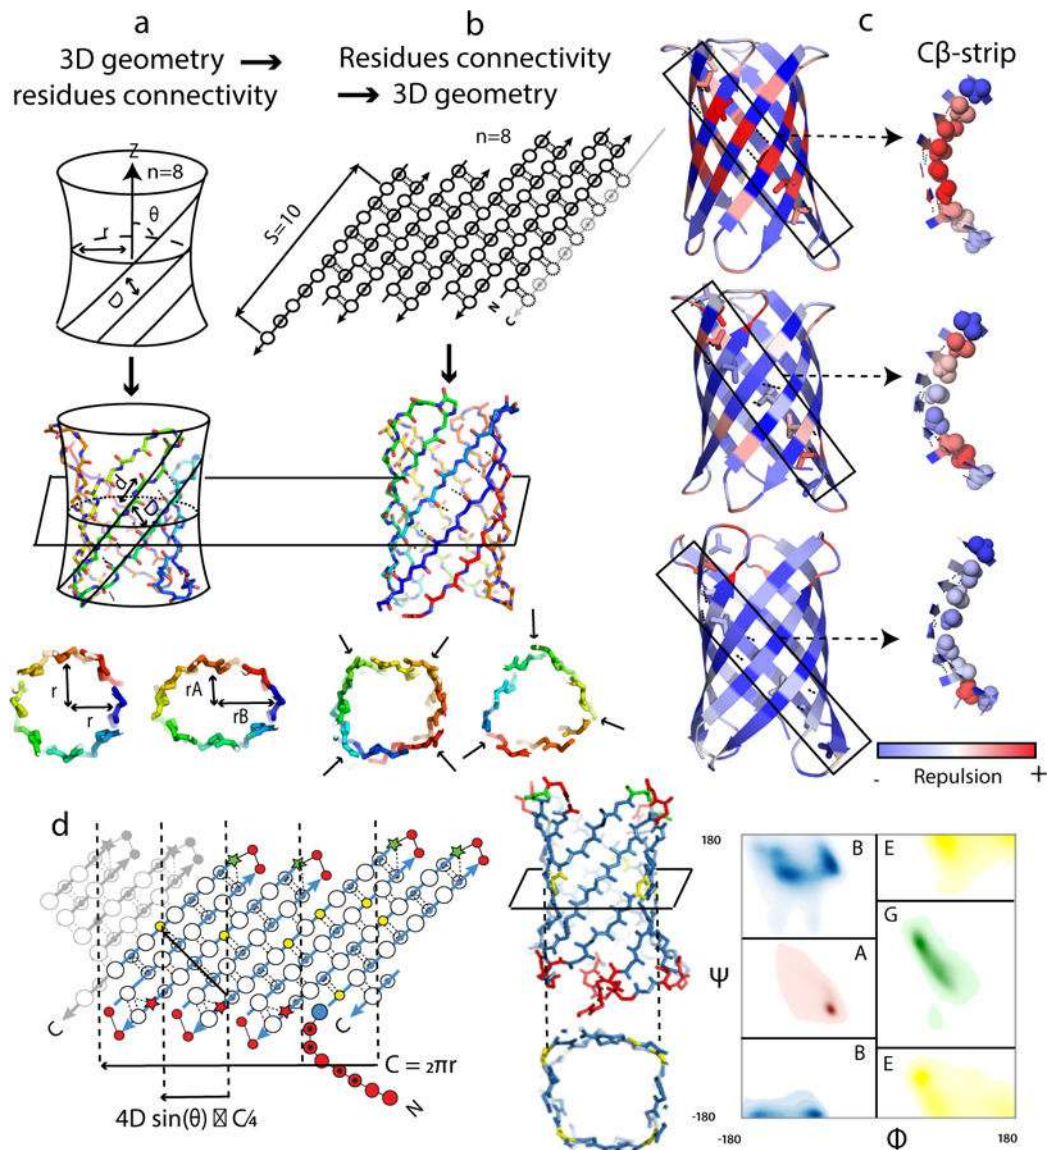 a
3D geometry
residues connectivity
Z
n=8
θ
r
D
b
Residues connectivity
3D geometry
n=8
S=10
N
C
c
Cβ-strip
d
D
r
r
rA
rB
- Repulsion +
d
C
C
N
C = 2πr
4D sin(θ) C/4
180
B
E
G
A
Ψ
B
E
-180
-180
Φ
180